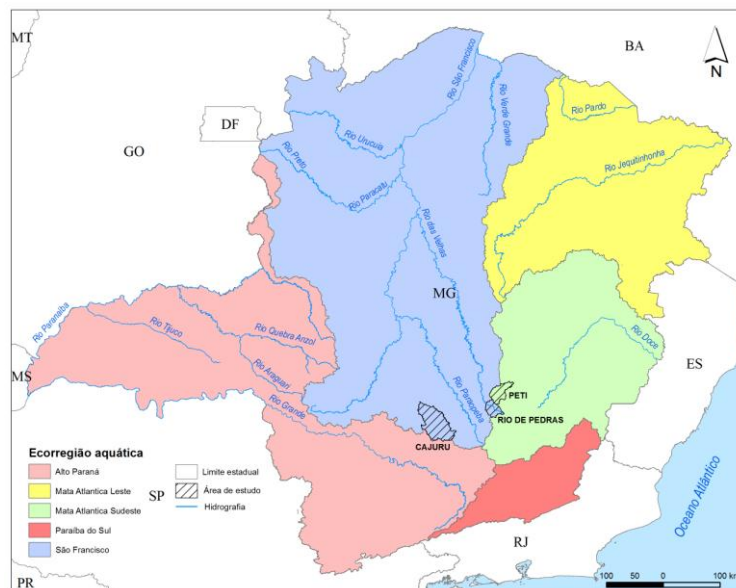 MT
BA
N
DF
GO
Rio São Francisco
Rio Verde Grande
Rio Pardo
Rio Urucuia
Rio Preto
Rio Paracatu
Rio Jequitinhonha
Rio das Velhas
MG
Rio Paranaíba
Rio Tijuco
Rio Quebra Anzol
Rio Araguari
Rio Grande
Rio Doce
ES
MS
Rio Paraopeba
PETI
RIO DE PEDRAS
CAJURU
Ecorregião aquática
Alto Paraná
Mata Atlantica Leste
Mata Atlantica Sudeste
Paraíba do Sul
São Francisco
Limite estadual
Área de estudo
Hidrografia
SP
RJ
PR
Oceano Atlântico
100 50 0 100 km